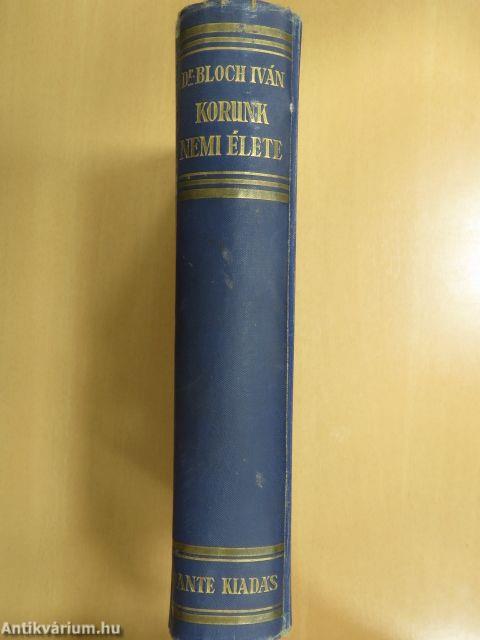 Dr. BLOCH IVÁN
KORUNK
NEMI ÉLETE
ANTE KIADÁS
Antikvárium.hu